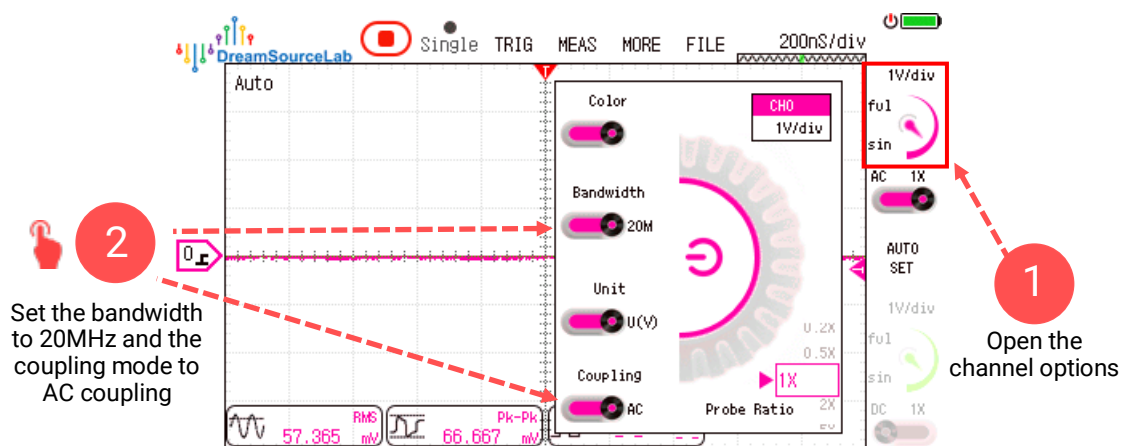 DreamSourceLab
Single TRIG MEAS MORE FILE 200nS/div
Auto
T
1V/div
ful
sin
AC 1X
AUTO
SET
1V/div
ful
sin
DC 1X
Color
CH0
1V/div
Bandwidth
20M
Unit
U(V)
Coupling
AC
0.2X
0.5X
1X
2X
Probe Ratio
0
RMS
57.365 mV
Pk-Pk
66.667 mV
-- --
2
Set the bandwidth
to 20MHz and the
coupling mode to
AC coupling
1
Open the
channel options